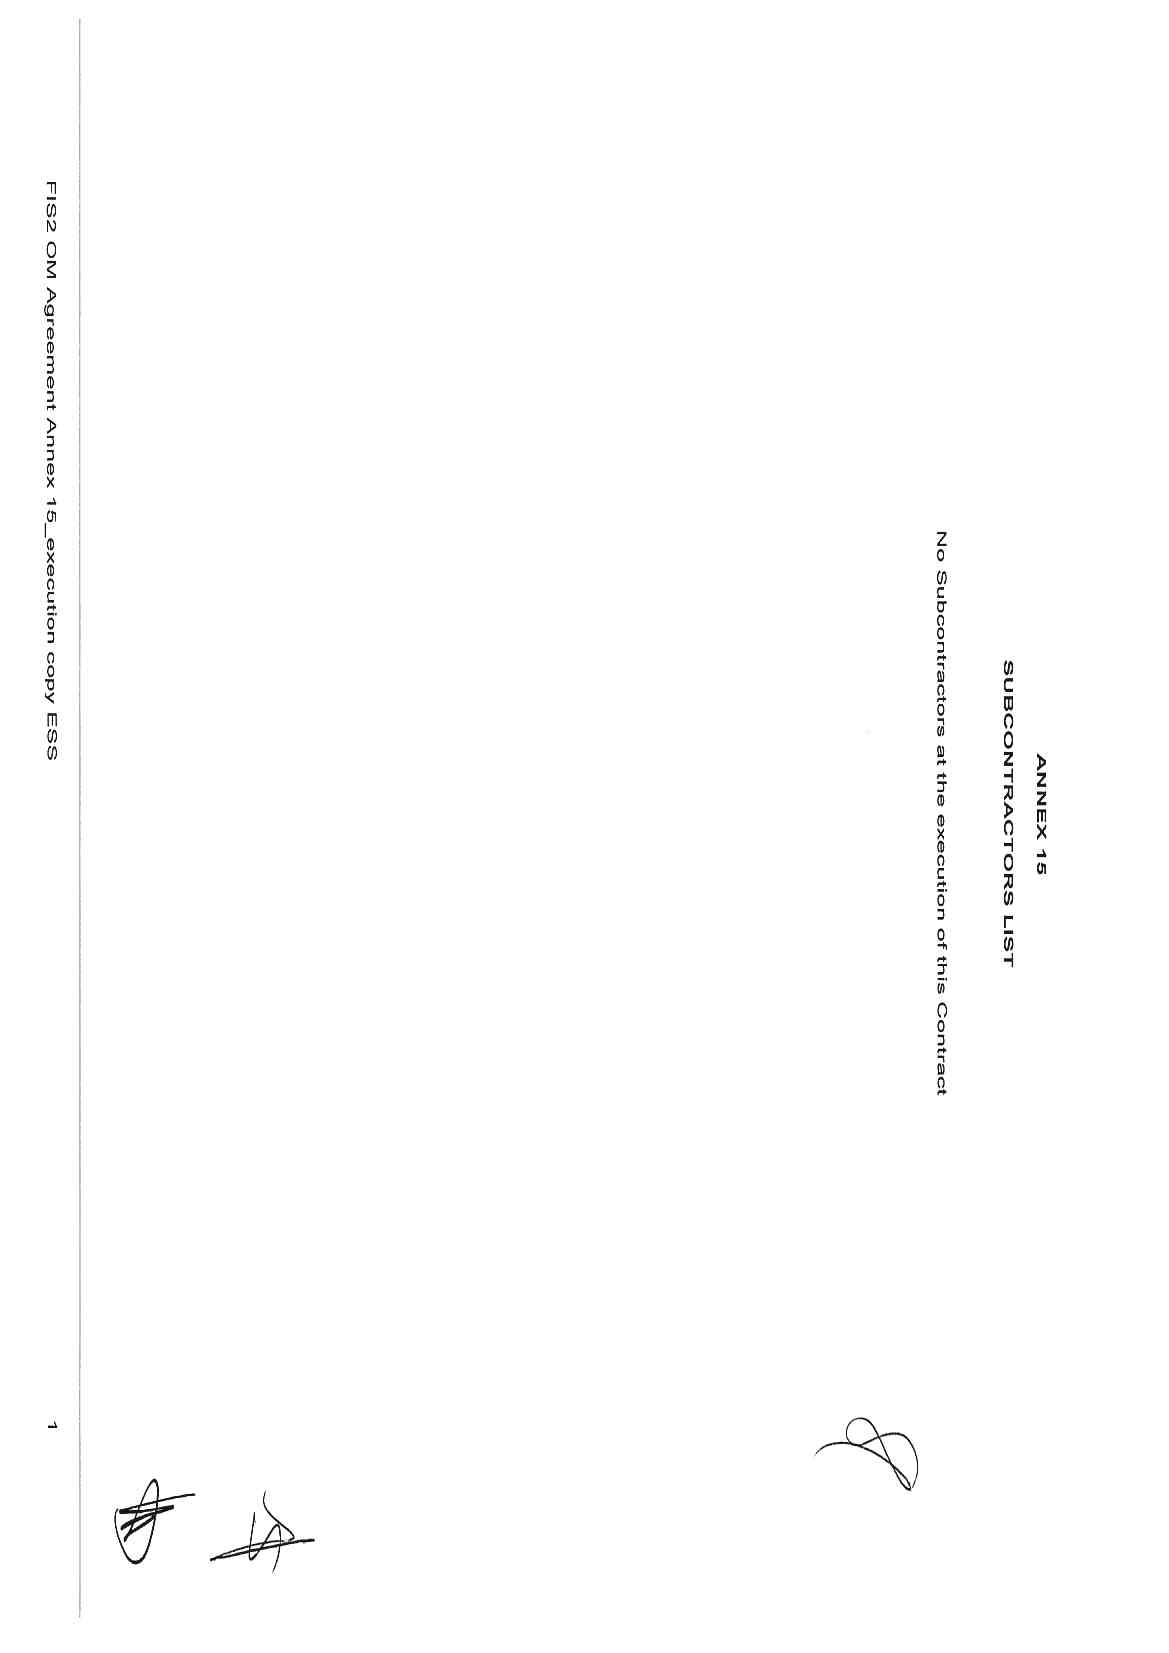 ANNEX 15
SUBCONTRACTORS LIST
No Subcontractors at the execution of this Contract
FIS2 OM Agreement Annex 15_execution copy ESS
1